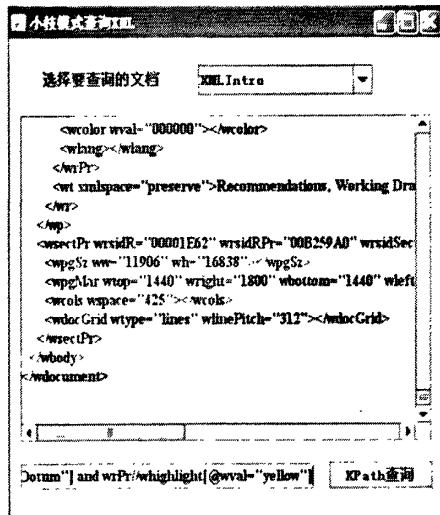 小枝模式查询XML
选择要查询的文档 XMLIntro
<wcolor wval="000000"></wcolor>
<wlang></wlang>
</wrPr>
<wt xmlspace="preserve">Recommendations, Working Dra
</wr>
</wp>
<wsectPr wrsidR="00001E62" wrsidRPr="00B259A0" wrsidSec
<wpgSz ww="11906" wh="16838"></wpgSz>
<wpgMar wtop="1440" wright="1800" wbottom="1440" wleft
<wcols wspace="425"></wcols>
<wdocGrid wtype="lines" wlinePitch="312"></wdocGrid>
</wsectPr>
</wbody>
</wdocument>
Dotum"] and wrPr/whighlight[@wval="yellow"] XPath查询